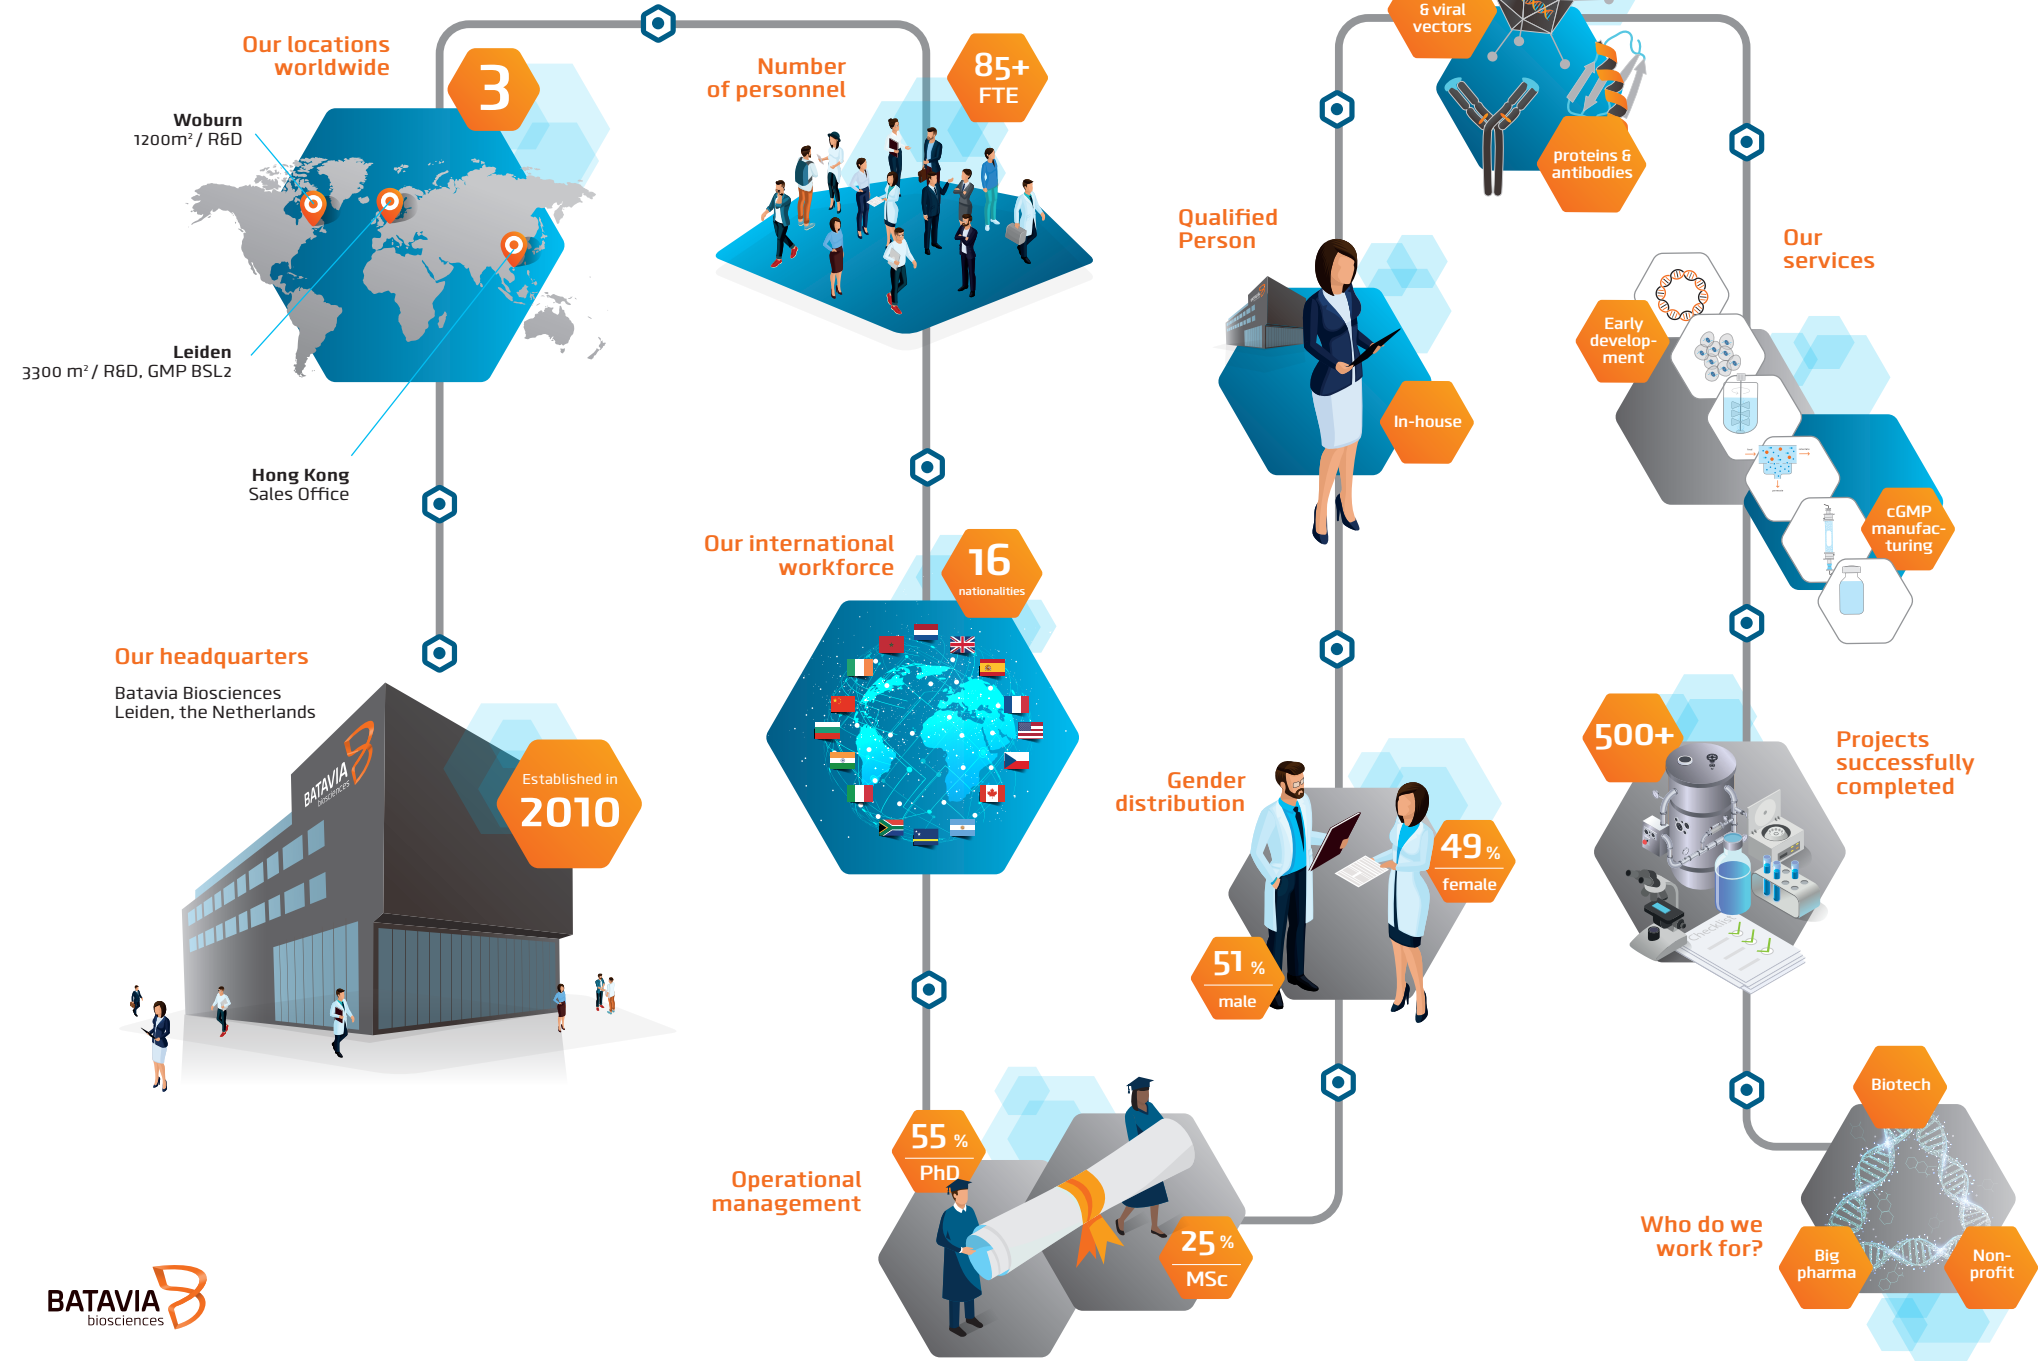 Our locations
worldwide
3
Woburn
1200m² / R&D
Leiden
3300 m² / R&D, GMP BSL2
Hong Kong
Sales Office
Our headquarters
Batavia Biosciences
Leiden, the Netherlands
BATAVIA
biosciences
Established in
2010
BATAVIA
biosciences
Number
of personnel
85+
FTE
Our international
workforce
16
nationalities
Operational
management
55 %
PhD
25 %
MSc
Gender
distribution
49 %
female
51 %
male
Qualified
Person
In-house
& viral
vectors
proteins &
antibodies
Our
services
Early
develop-
ment
cGMP
manufac-
turing
500+
Projects
successfully
completed
Checklist
Who do we
work for?
Biotech
Big
pharma
Non-
profit